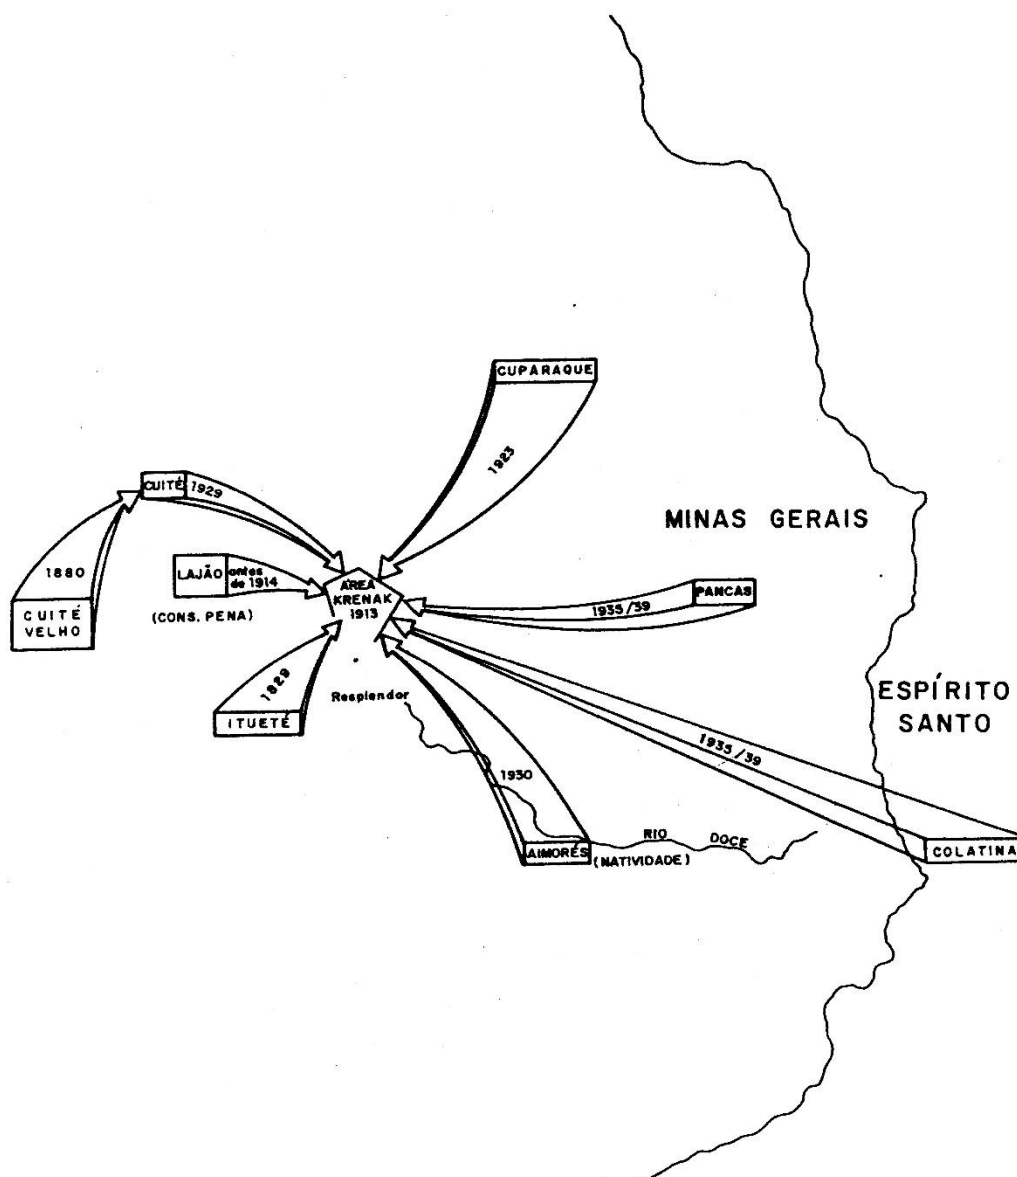 CUPARAQUE
1923
CUITÉ 1929
MINAS GERAIS
1880
LAJÃO antes
de 1914
ÁREA
KRENAK
1913
PANCAS
1935/39
CUITÉ
VELHO
(CONS. PENA)
1829
Resplendor
ITUETÉ
ESPÍRITO
SANTO
1935/39
1930
RIO DOCE
AIMORÉS
(NATIVIDADE)
COLATINA